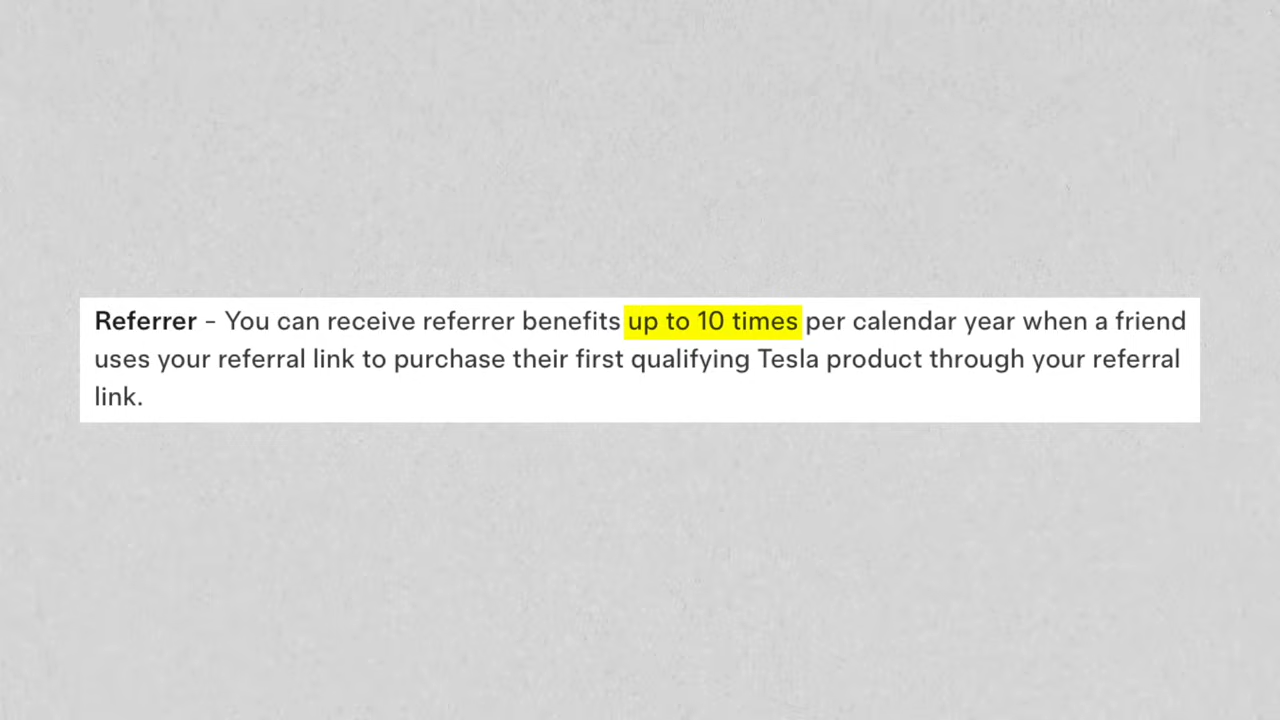 Referrer – You can receive referrer benefits up to 10 times per calendar year when a friend
uses your referral link to purchase their first qualifying Tesla product through your referral
link.